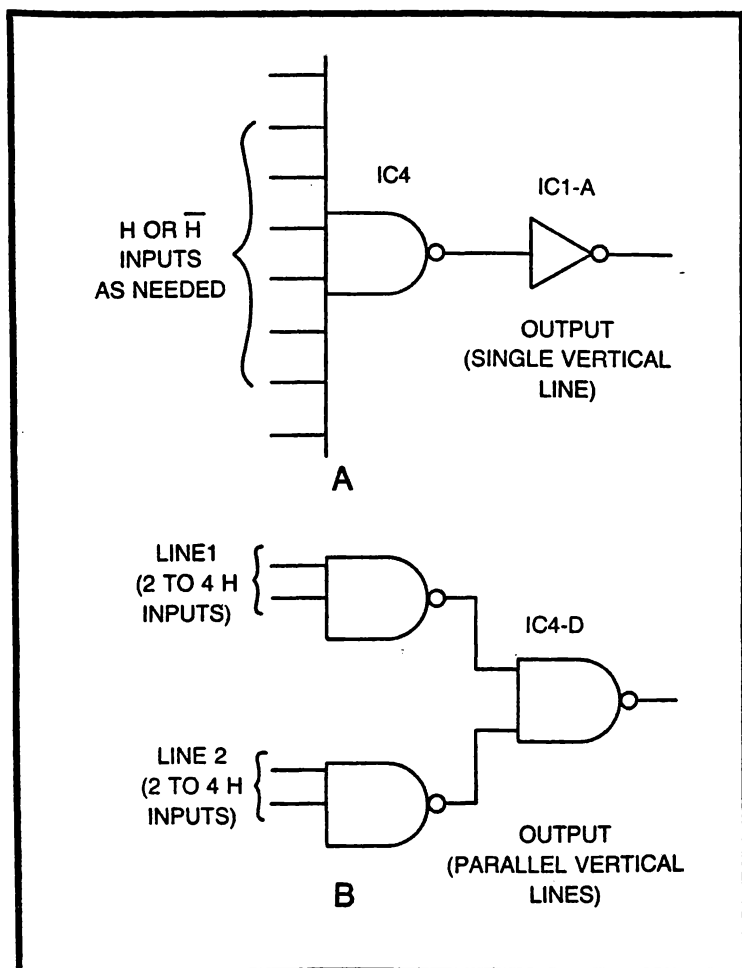 IC4
IC1-A
H OR H̅
INPUTS
AS NEEDED
OUTPUT
(SINGLE VERTICAL
LINE)
A
LINE1
(2 TO 4 H
INPUTS)
IC4-D
LINE 2
(2 TO 4 H
INPUTS)
OUTPUT
(PARALLEL VERTICAL
LINES)
B